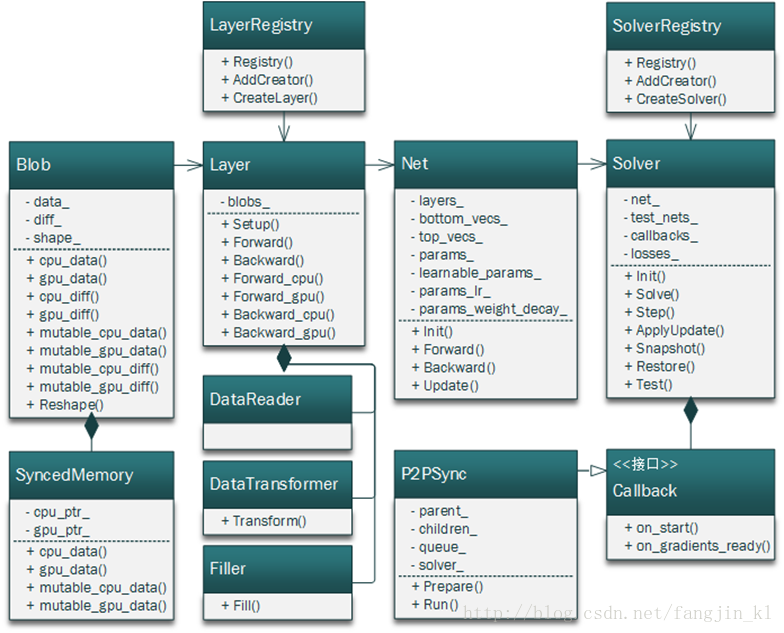 LayerRegistry
+ Registry()
+ AddCreator()
+ CreateLayer()
SolverRegistry
+ Registry()
+ AddCreator()
+ CreateSolver()
Blob
- data_
- diff_
- shape_
+ cpu_data()
+ gpu_data()
+ cpu_diff()
+ gpu_diff()
+ mutable_cpu_data()
+ mutable_gpu_data()
+ mutable_cpu_diff()
+ mutable_gpu_diff()
+ Reshape()
Layer
- blobs_
+ Setup()
+ Forward()
+ Backward()
+ Forward_cpu()
+ Forward_gpu()
+ Backward_cpu()
+ Backward_gpu()
Net
- layers_
- bottom_vecs_
- top_vecs_
- params_
- learnable_params_
- params_lr_
- params_weight_decay_
+ Init()
+ Forward()
+ Backward()
+ Update()
Solver
- net_
- test_nets_
- callbacks_
- losses_
+ Init()
+ Solve()
+ Step()
+ ApplyUpdate()
+ Snapshot()
+ Restore()
+ Test()
SyncedMemory
- cpu_ptr_
- gpu_ptr_
+ cpu_data()
+ gpu_data()
+ mutable_cpu_data()
+ mutable_gpu_data()
DataReader
DataTransformer
+ Transform()
Filler
+ Fill()
P2PSync
- parent_
- children_
- queue_
- solver_
+ Prepare()
+ Run()
<<接口>>
Callback
+ on_start()
+ on_gradients_ready()
http://blog.csdn.net/fangjin_kl